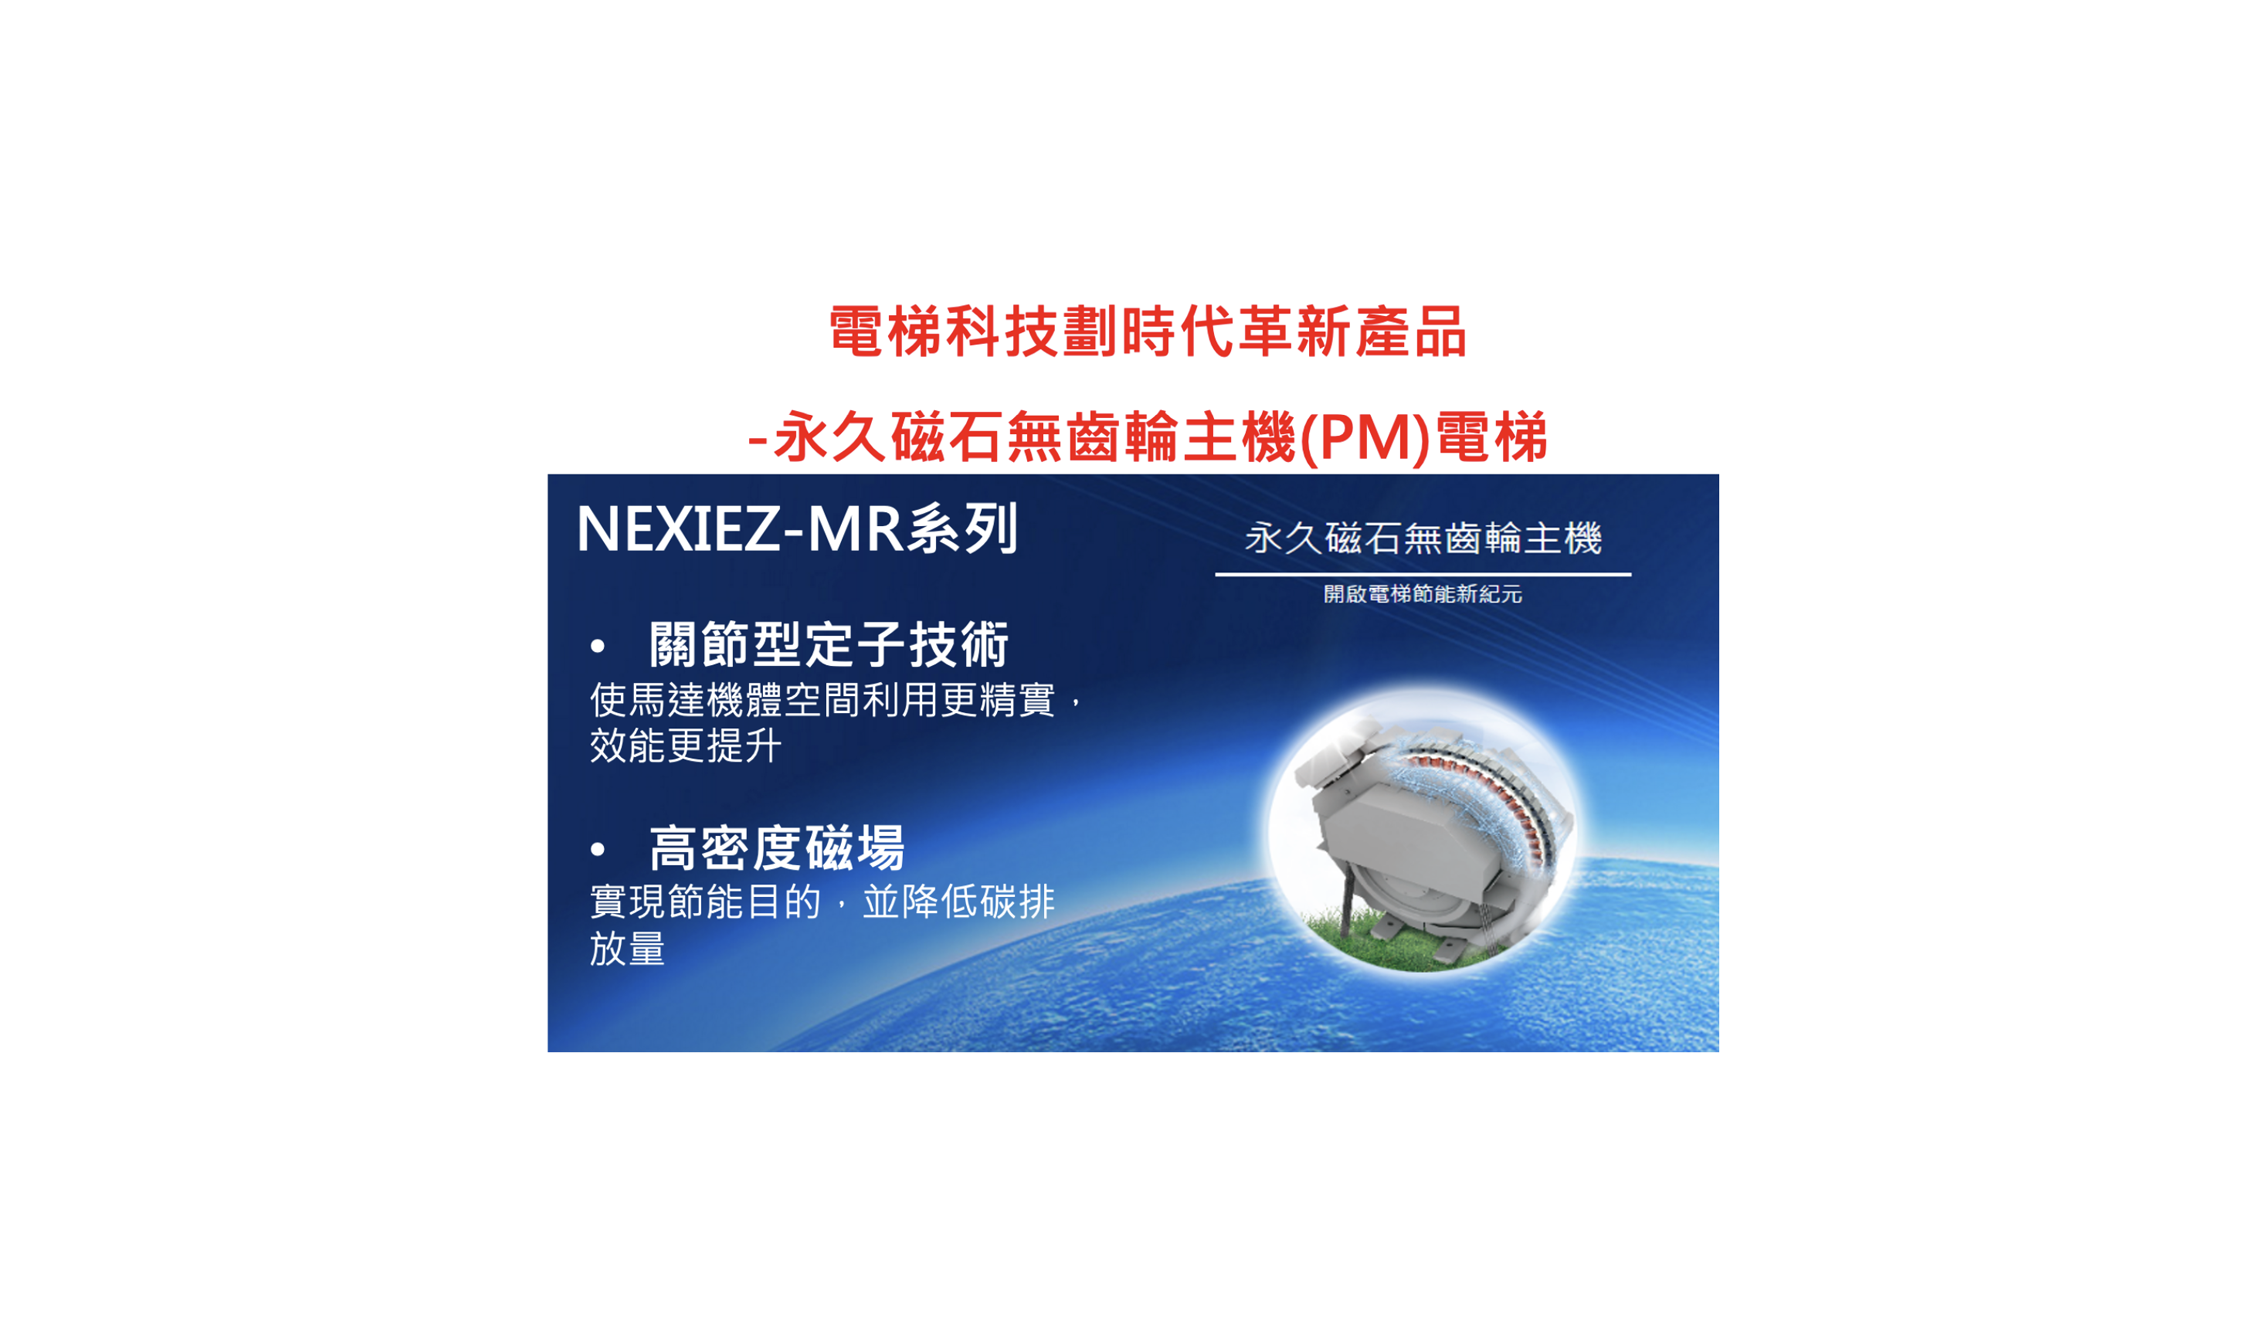 電梯科技劃時代革新產品
-永久磁石無齒輪主機(PM)電梯
NEXIEZ-MR系列
• 關節型定子技術
使馬達機體空間利用更精實，
效能更提升
• 高密度磁場
實現節能目的，並降低碳排
放量
永久磁石無齒輪主機
開啟電梯節能新紀元